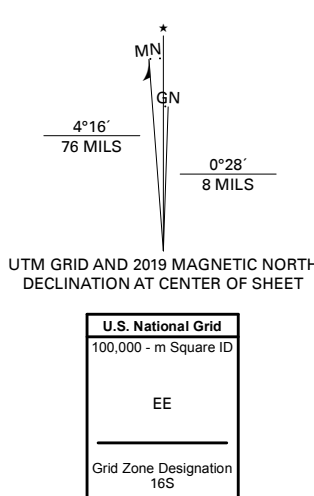 ★
MN
GN
4°16´
76 MILS
0°28´
8 MILS
UTM GRID AND 2019 MAGNETIC NORTH
DECLINATION AT CENTER OF SHEET
U.S. National Grid
100,000 - m Square ID
EE
Grid Zone Designation
16S